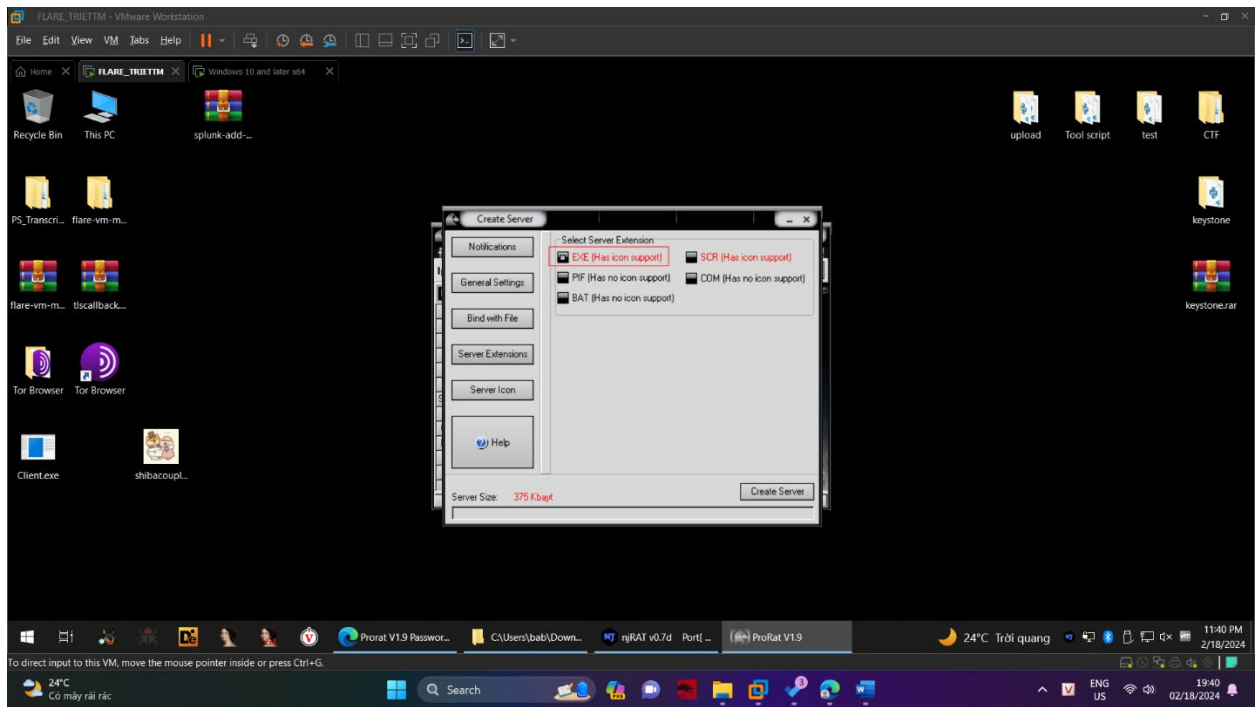 FLARE_TRIETTM - VMware Workstation
File Edit View VM Tabs Help
Home FLARE_TRIETTM Windows 10 and later x64
Recycle Bin This PC splunk-add-... upload Tool script test CTF
PS_Transcri... flare-vm-m... keystone
flare-vm-m... tlscallback... keystone.rar
Tor Browser Tor Browser
Client.exe shibacoupl...
Create Server
Notifications
General Settings
Bind with File
Server Extensions
Server Icon
Help
Select Server Extension
EXE (Has icon support) SCR (Has icon support)
PIF (Has no icon support) COM (Has no icon support)
BAT (Has no icon support)
Server Size: 375 Kbayt Create Server
Prorat V1.9 Passwor... C:\Users\bab\Down... njRAT v0.7d Port[ _ ProRat V1.9 24°C Trời quang 11:40 PM
2/18/2024
To direct input to this VM, move the mouse pointer inside or press Ctrl+G.
24°C
Có mây rải rác
Search
3
ENG
US
19:40
02/18/2024